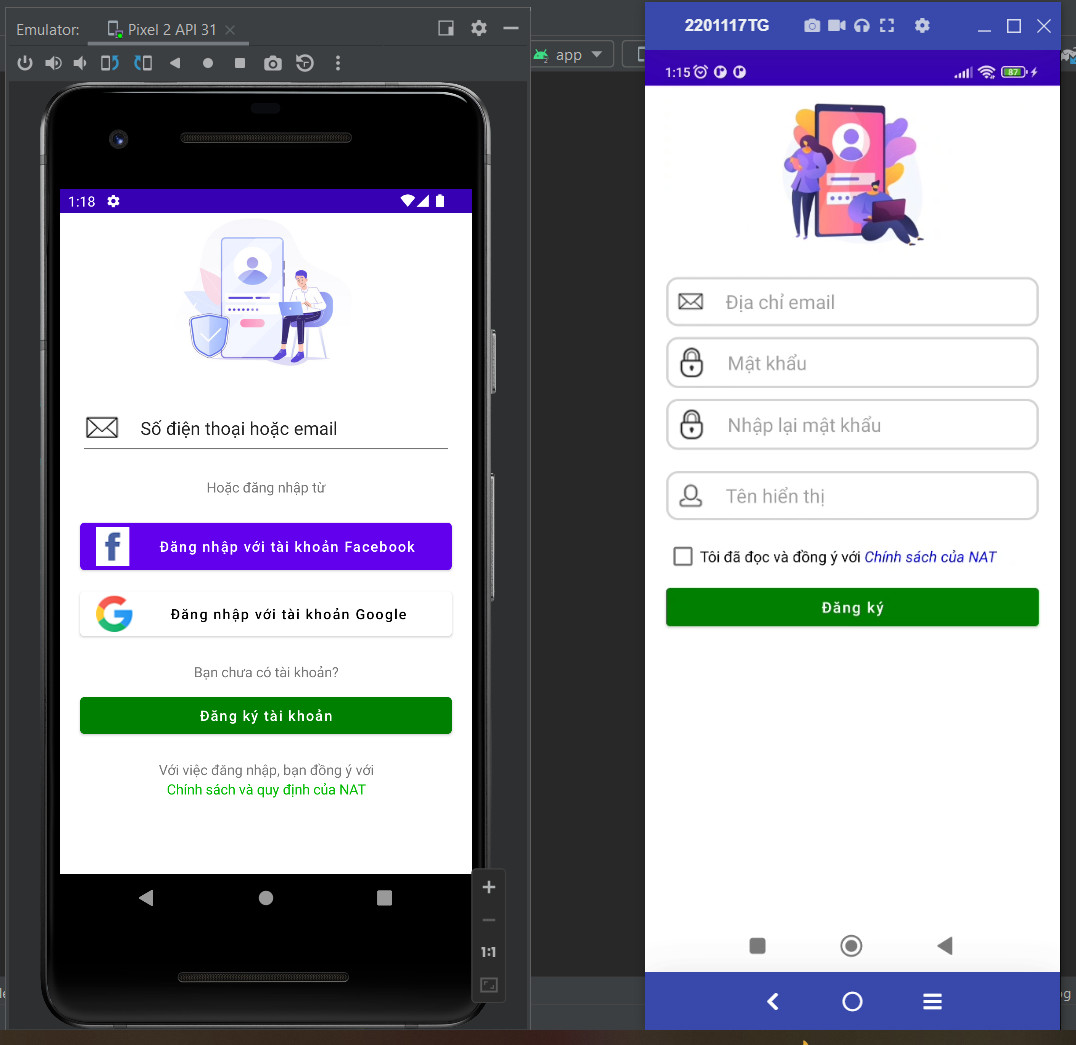 Emulator:
Pixel 2 API 31
1:18
Số điện thoại hoặc email
Hoặc đăng nhập từ
f
Đăng nhập với tài khoản Facebook
G
Đăng nhập với tài khoản Google
Bạn chưa có tài khoản?
Đăng ký tài khoản
Với việc đăng nhập, bạn đồng ý với
Chính sách và quy định của NAT
1:1
app
2201117TG
1:15
87
Địa chỉ email
Mật khẩu
Nhập lại mật khẩu
Tên hiển thị
Tôi đã đọc và đồng ý với Chính sách của NAT
Đăng ký